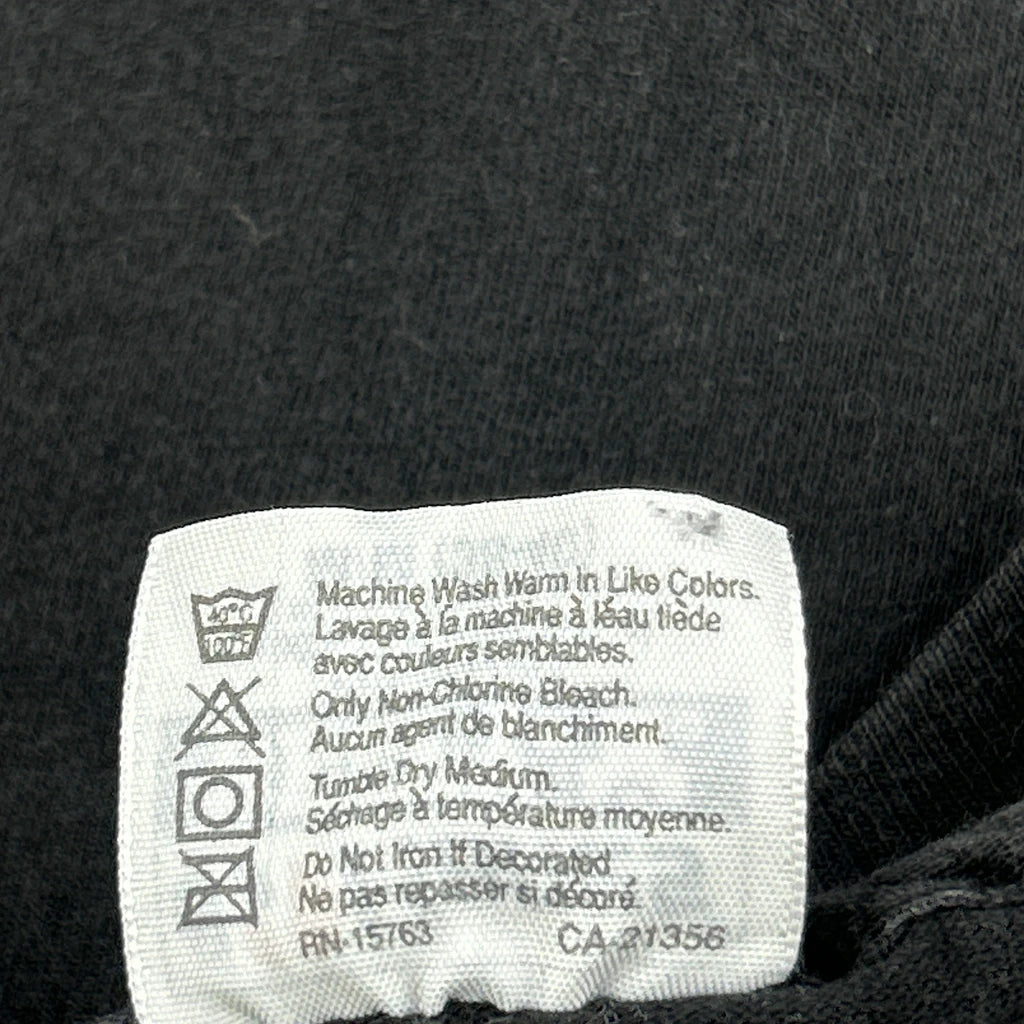 40°C
100°F
Machine Wash Warm In Like Colors.
Lavage à la machine à léau tiède
avec couleurs semblables.
Only Non-Chlorine Bleach.
Aucun agent de blanchiment.
Tumble Dry Medium.
Séchage à température moyenne.
Do Not Iron If Decorated
Ne pas repasser si décoré.
RN-15763 CA-21356